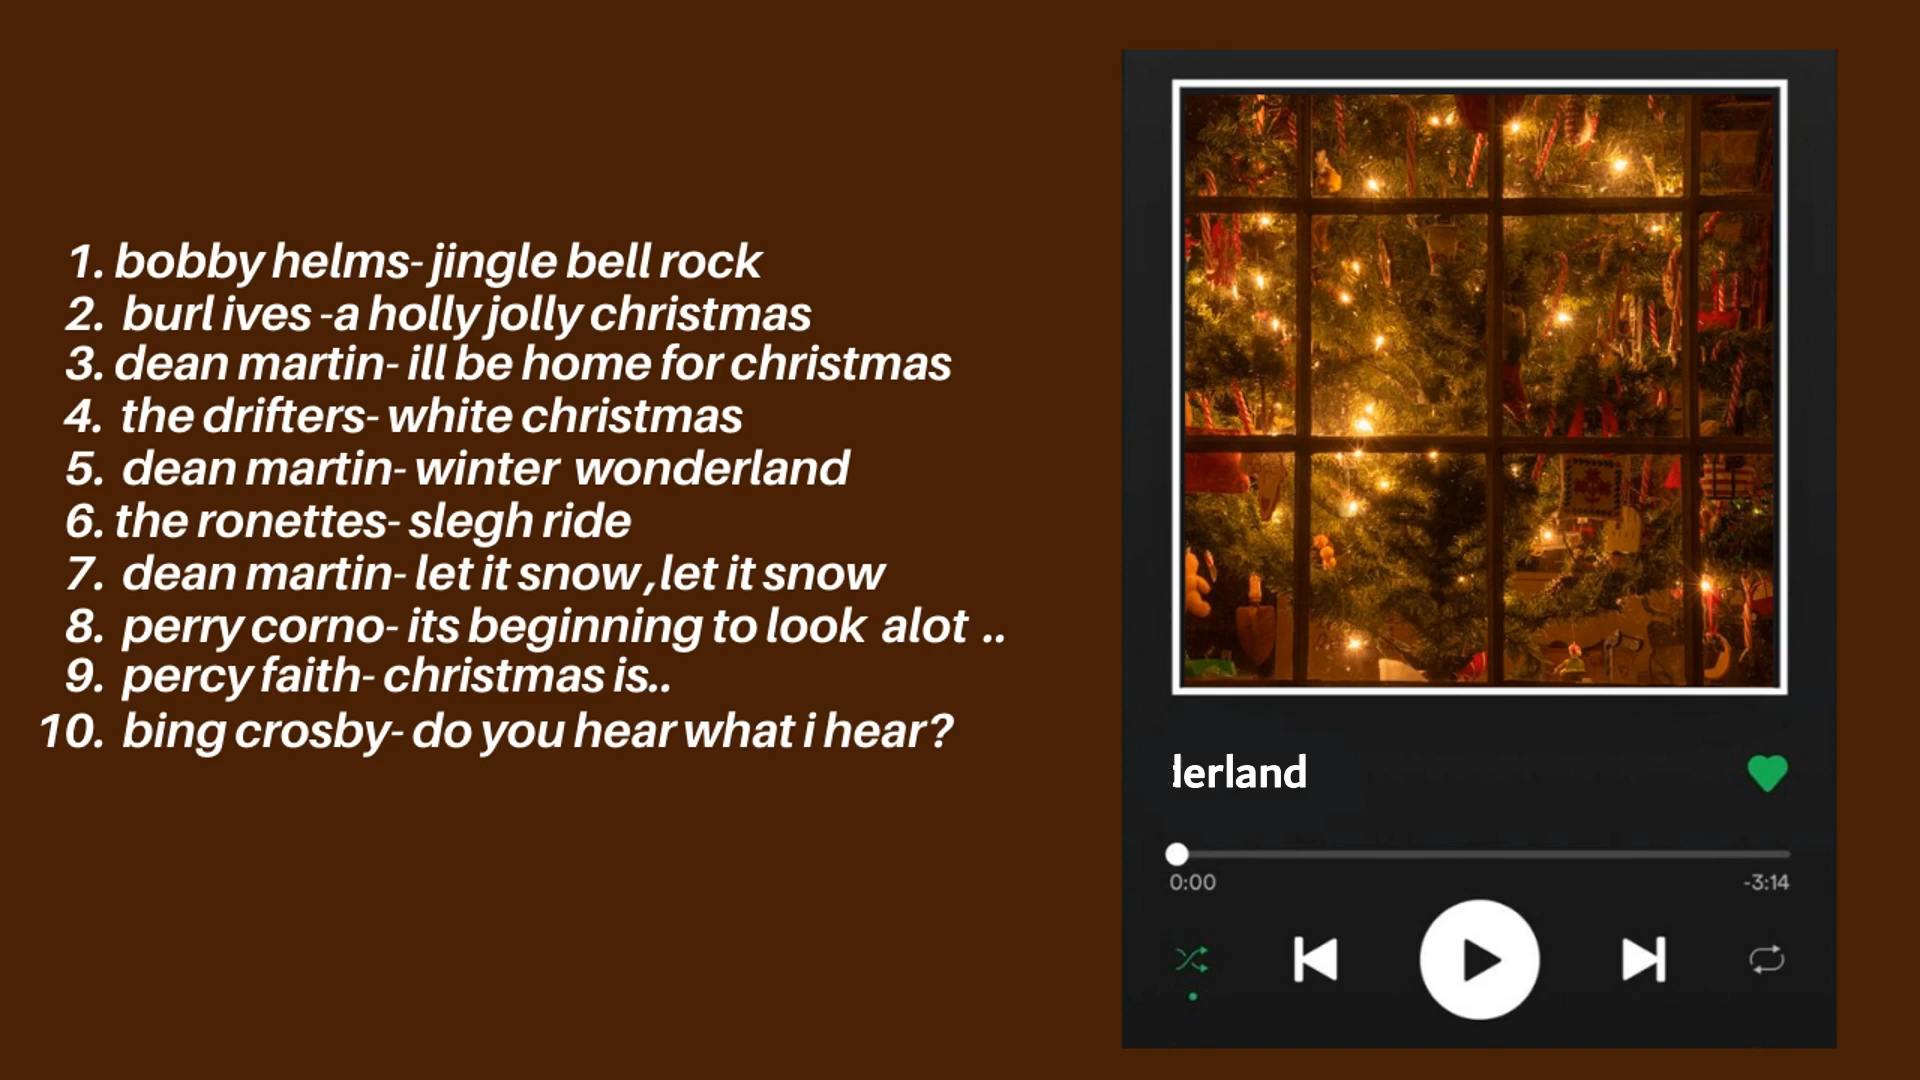 1. bobby helms- jingle bell rock
2. burl ives -a holly jolly christmas
3. dean martin- ill be home for christmas
4. the drifters- white christmas
5. dean martin- winter wonderland
6. the ronettes- slegh ride
7. dean martin- let it snow ,let it snow
8. perry corno- its beginning to look alot ..
9. percy faith- christmas is..
10. bing crosby- do you hear what i hear?
derland
0:00
-3:14